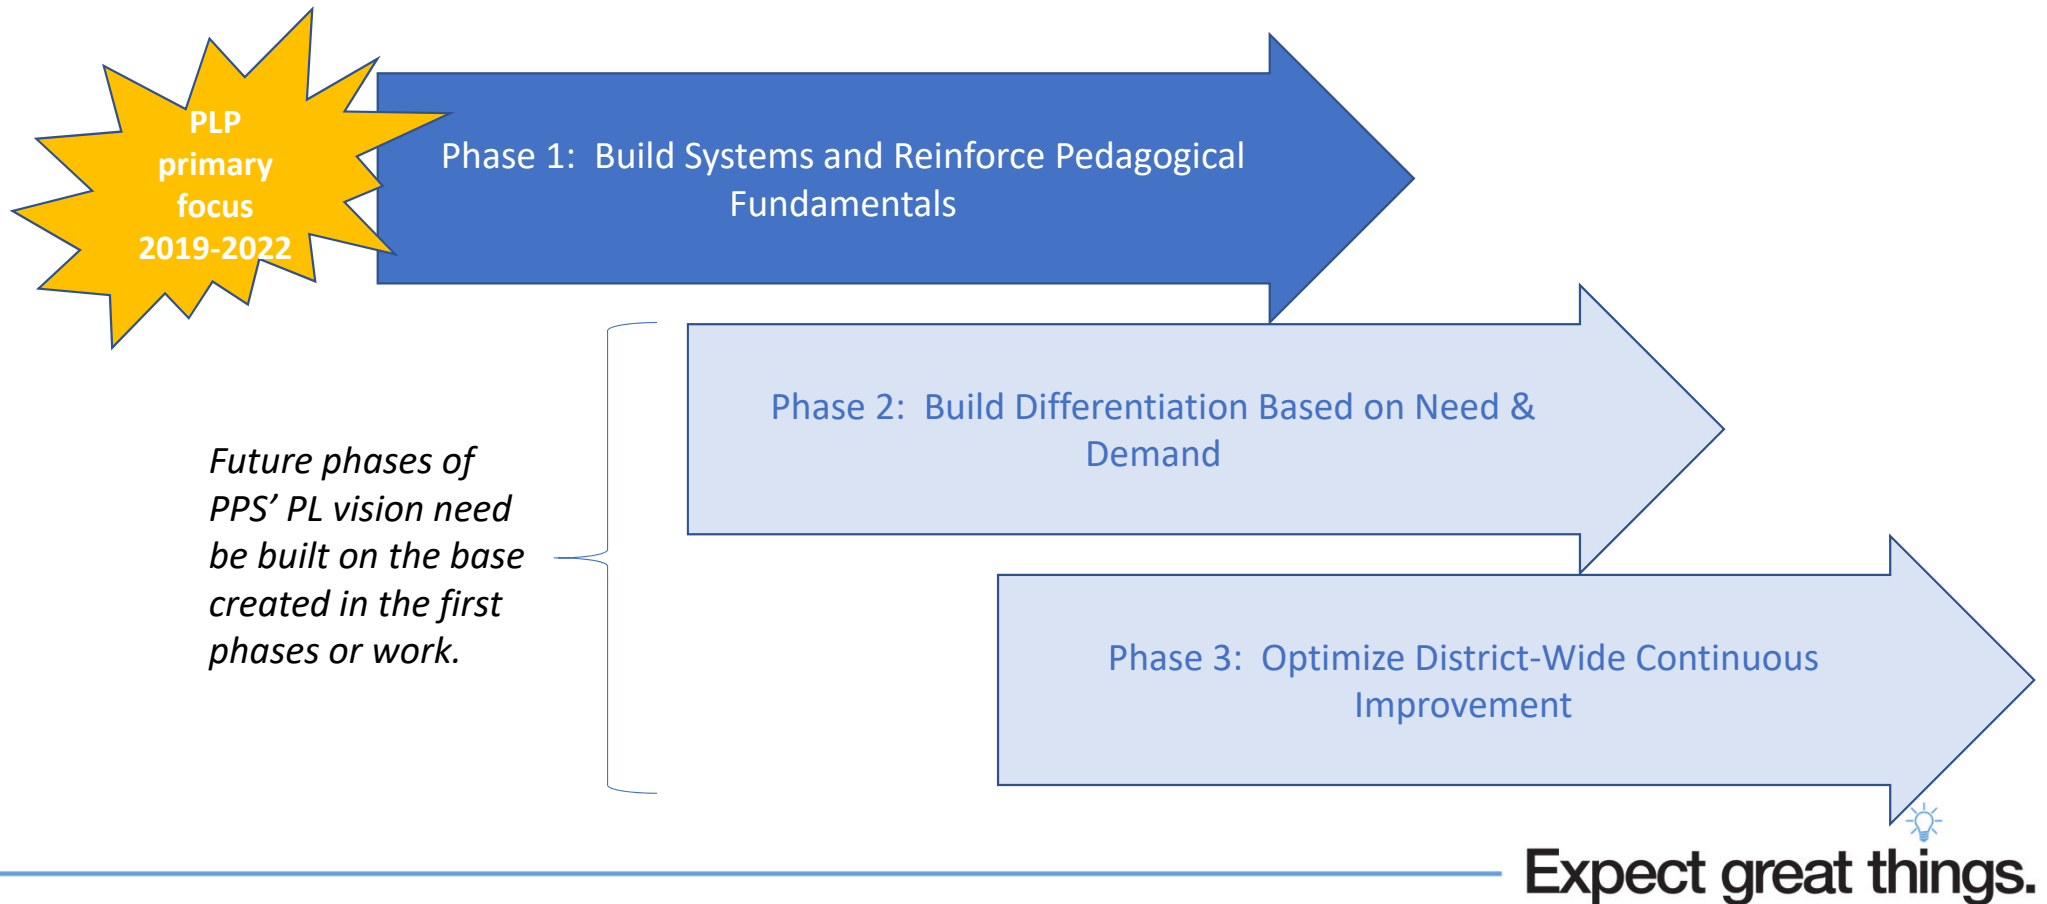 PLP
primary
focus
2019-2022
Phase 1:  Build Systems and Reinforce Pedagogical
Fundamentals
Phase 2:  Build Differentiation Based on Need &
Demand
Future phases of
PPS’ PL vision need
be built on the base
created in the first
phases or work.
Phase 3:  Optimize District-Wide Continuous
Improvement
Expect great things.